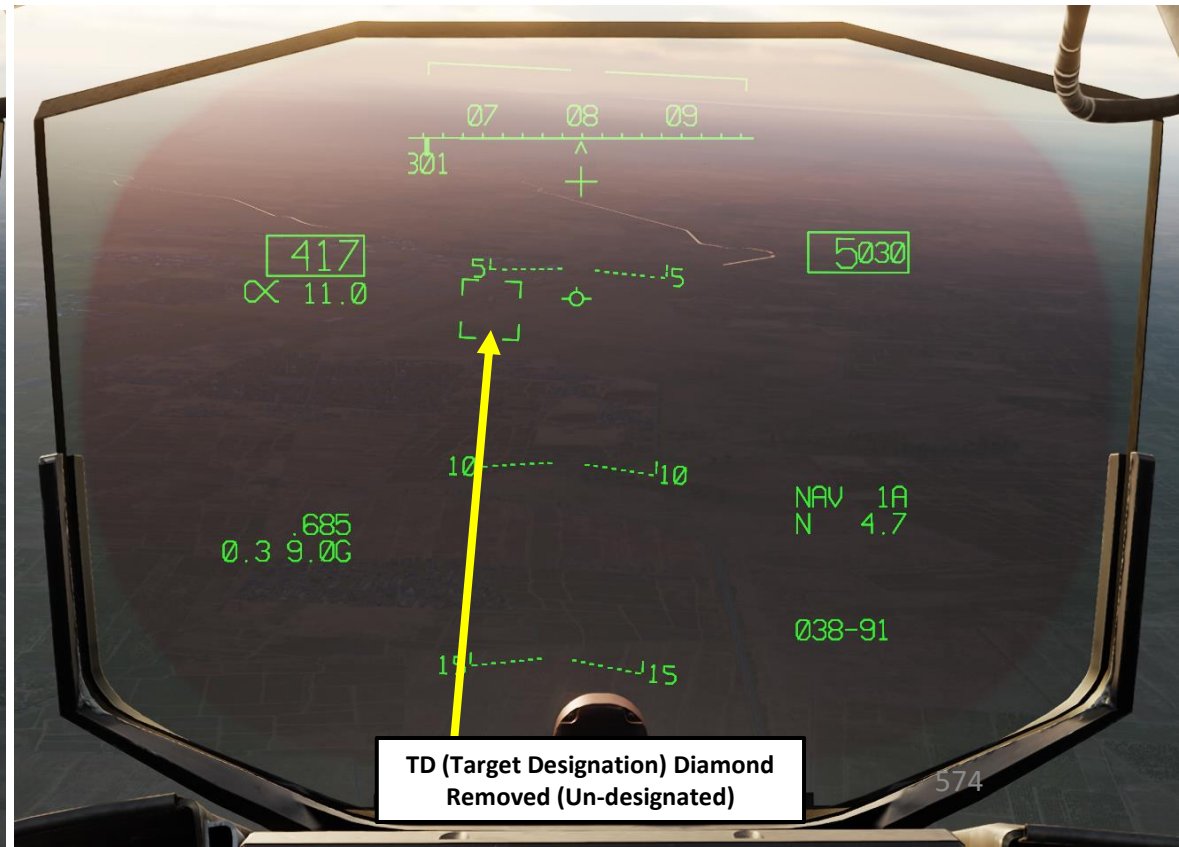 07 08 09
301
417
5030
α 11.0
5 5
10 10
NAV 1A
.685
N 4.7
0.3 9.0G
038-91
15 15
TD (Target Designation) Diamond
Removed (Un-designated)
574